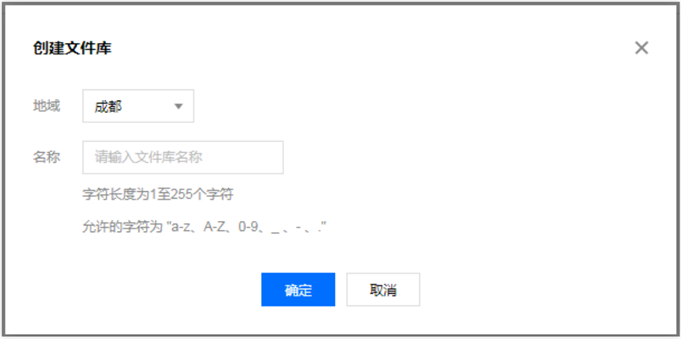 创建文件库
地域 成都
名称 请输入文件库名称
字符长度为1至255个字符
允许的字符为 "a-z、A-Z、0-9、_ 、- 、."
确定 取消